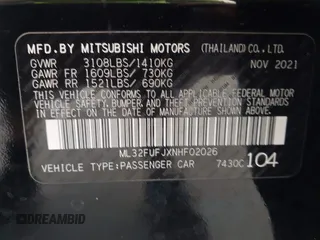 MFD.BY MITSUBISHI MOTORS (THAILAND) CO.,LTD.
GVWR 3108LBS/1410KG NOV 2021
GAWR FR 1609LBS/ 730KG
GAWR RR 1521LBS/ 690KG
THIS VEHICLE CONFORMS TO ALL APPLICABLE
FEDERAL MOTOR VEHICLE SAFETY, BUMPER, AND
THEFT PREVENTION STANDARDS IN EFFECT ON
THE DATE OF MANUFACTURE SHOWN ABOVE.
ML32FUFJXNHF02026
VEHICLE TYPE:PASSENGER CAR 7430C 104
© DREAMBID